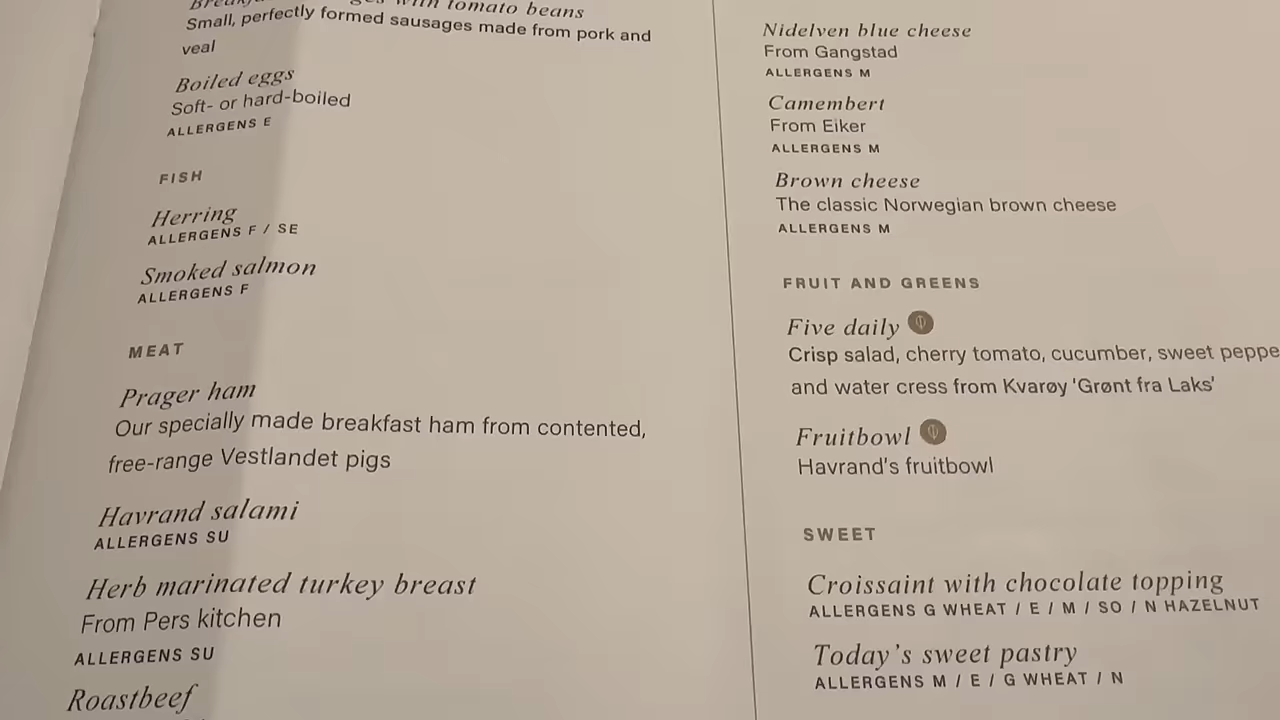 with tomato beans
Small, perfectly formed sausages made from pork and
veal
Boiled eggs
Soft- or hard-boiled
ALLERGENS E
FISH
Herring
ALLERGENS F / SE
Smoked salmon
ALLERGENS F
MEAT
Prager ham
Our specially made breakfast ham from contented,
free-range Vestlandet pigs
Havrand salami
ALLERGENS SU
Herb marinated turkey breast
From Pers kitchen
ALLERGENS SU
Roastbeef
Nidelven blue cheese
From Gangstad
ALLERGENS M
Camembert
From Eiker
ALLERGENS M
Brown cheese
The classic Norwegian brown cheese
ALLERGENS M
FRUIT AND GREENS
Five daily
Crisp salad, cherry tomato, cucumber, sweet peppe
and water cress from Kvarøy 'Grønt fra Laks'
Fruitbowl
Havrand's fruitbowl
SWEET
Croissant with chocolate topping
ALLERGENS G WHEAT / E / M / SO / N HAZELNUT
Today's sweet pastry
ALLERGENS M / E / G WHEAT / N